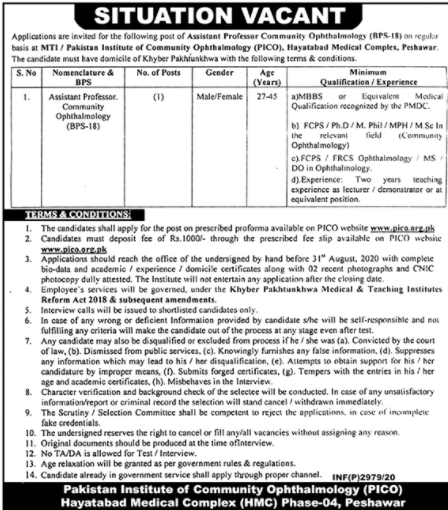 SITUATION VACANT
Applications are invited for the following post of Assistant Professor Community Ophthalmology (BPS-18) on regular
basis at MTI / Pakistan Institute of Community Ophthalmology (PICO), Hayatabad Medical Complex, Peshawar.
The candidate must have domicile of Khyber Pakhtunkhwa with the following terms & conditions.
S. No
Nomenclature &
BPS
No. of Posts
Gender
Age
(Years)
Minimum
Qualification / Experience
1.
Assistant Professor.
Community
Ophthalmology
(BPS-18)
(1)
Male/Female
27-45
a)MBBS or Equivalent Medical
Qualification recognized by the PMDC.
b) FCPS / Ph.D / M. Phil / MPH / M.Sc In
the relevant field (Community
Ophthalmology)
c).FCPS / FRCS Ophthalmology / MS /
DO in Ophthalmology.
d).Experience: Two years teaching
experience as lecturer / demonstrator or at
equivalent position.
TERMS & CONDITIONS:
1. The candidates shall apply for the post on prescribed proforma available on PICO website www.pico.org.pk
2. Candidates must deposit fee of Rs.1000/- through the prescribed fee slip available on PICO website
www.pico.org.pk.
3. Applications should reach the office of the undersigned by hand before 31st August, 2020 with complete
bio-data and academic / experience / domicile certificates along with 02 recent photographs and CNIC
photocopy dully attested. The Institute will not entertain any application after the closing date.
4. Employee's services will be governed, under the Khyber Pakhtunkhwa Medical & Teaching Institutes
Reform Act 2018 & subsequent amendments.
5. Interview calls will be issued to shortlisted candidates only.
6. In case of any wrong or deficient Information provided by candidate s/he will be self-responsible and not
fulfilling any criteria will make the candidate out of the process at any stage even after test.
7. Any candidate may also be disqualified or excluded from process if he / she was (a). Convicted by the court
of law, (b). Dismissed from public services, (c). Knowingly furnishes any false information, (d). Suppresses
any information which may lead to his / her disqualification, (e). Attempts to obtain support for his / her
candidature by improper means, (f). Submits forged certificates, (g). Tempers with the entries in his / her
age and academic certificates, (h). Misbehaves in the Interview.
8. Character verification and background check of the selectee will be conducted. In case of any unsatisfactory
information/report or criminal record the selection will stand cancel / withdrawn immediately.
9. The Scrutiny / Selection Committee shall be competent to reject the applications, in case of incomplete
fake credentials.
10. The undersigned reserves the right to cancel or fill any/all vacancies without assigning any reason.
11. Original documents should be produced at the time ofInterview.
12. No TA/DA is allowed for Test / Interview.
13. Age relaxation will be granted as per government rules & regulations.
14. Candidate already in government service shall apply through proper channel.
INF(P)2979/20
Pakistan Institute of Community Ophthalmology (PICO)
Hayatabad Medical Complex (HMC) Phase-04, Peshawar